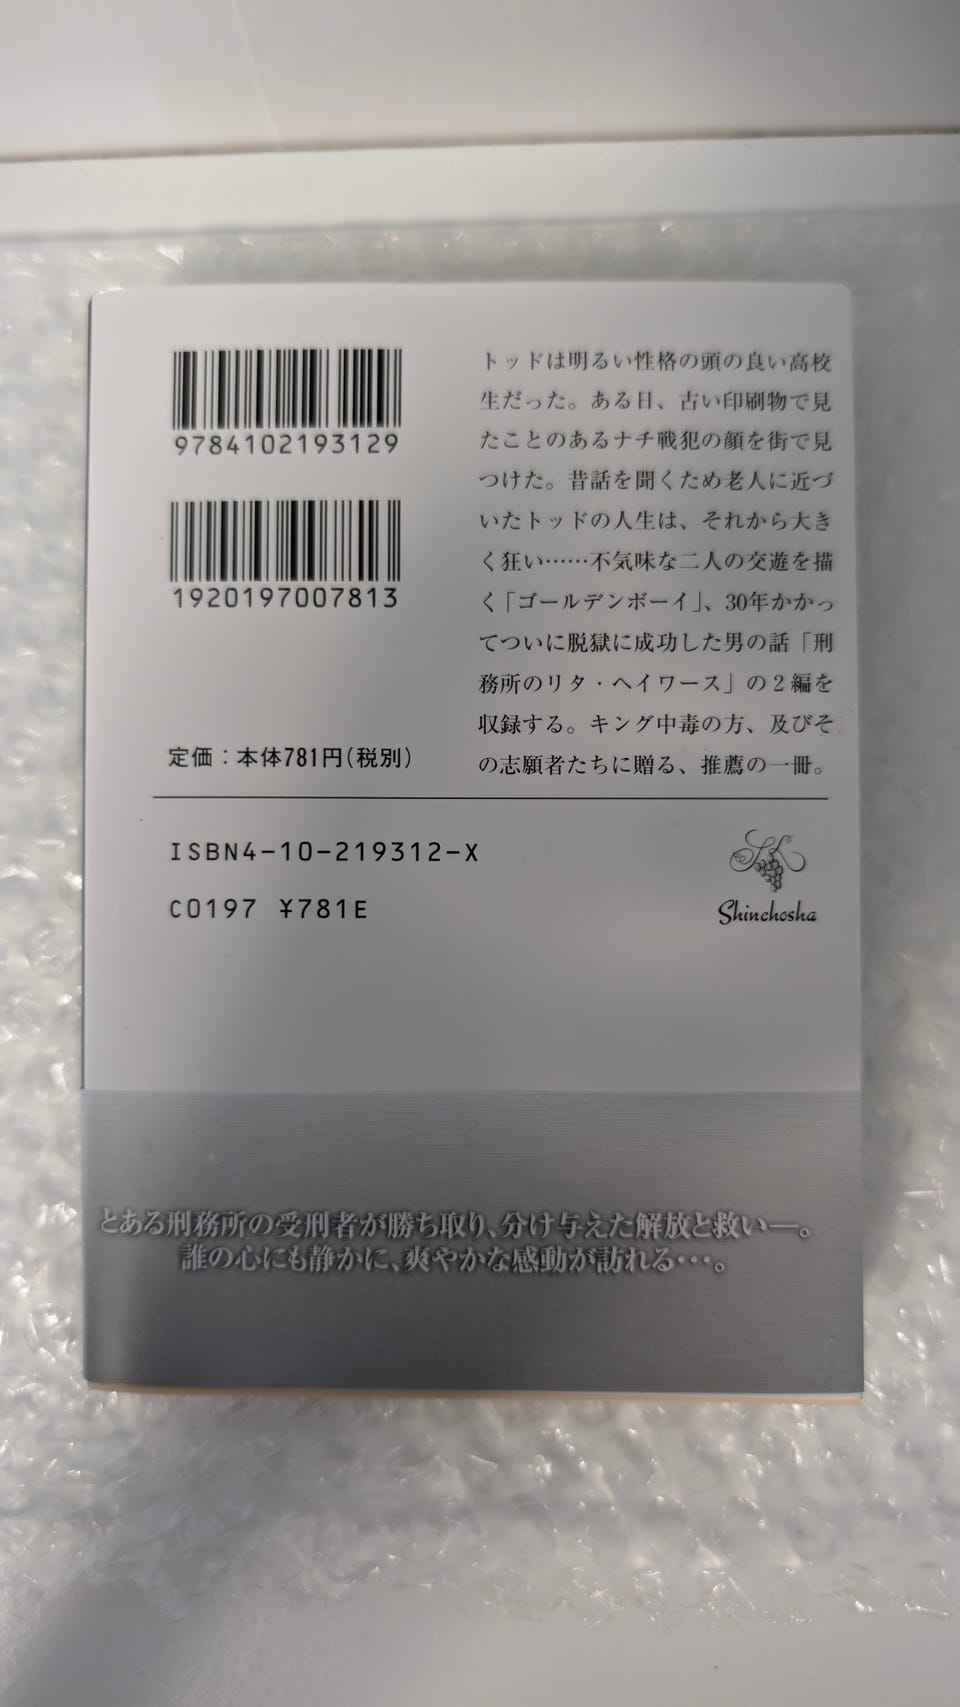 9784102193129
1920197007813
定価：本体781円(税別)
トッドは明るい性格の頭の良い高校
生だった。ある日、古い印刷物で見
たことのあるナチ戦犯の顔を街で見
つけた。昔話を聞くため老人に近づ
いたトッドの人生は、それから大き
く狂い……不気味な二人の交遊を描
く「ゴールデンボーイ」、30年かかっ
てついに脱獄に成功した男の話「刑
務所のリタ・ヘイワース」の2編を
収録する。キング中毒の方、及びそ
の志願者たちに贈る、推薦の一冊。
ISBN4-10-219312-X
C0197 ¥781E
Shinchosha
とある刑務所の受刑者が勝ち取り、分け与えた解放と救い―。
誰の心にも静かに、爽やかな感動が訪れる･･･。